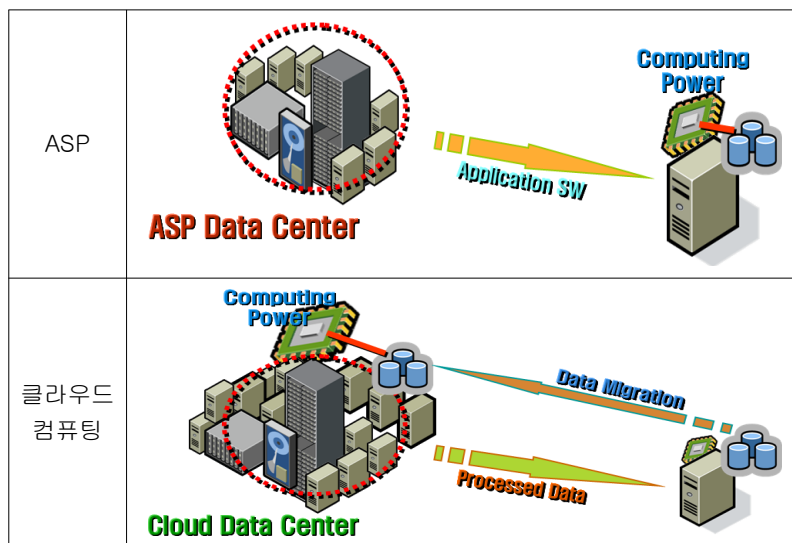 ASP
Computing
Power
Application SW
ASP Data Center
클라우드
컴퓨팅
Computing
Power
Data Migration
Processed Data
Cloud Data Center